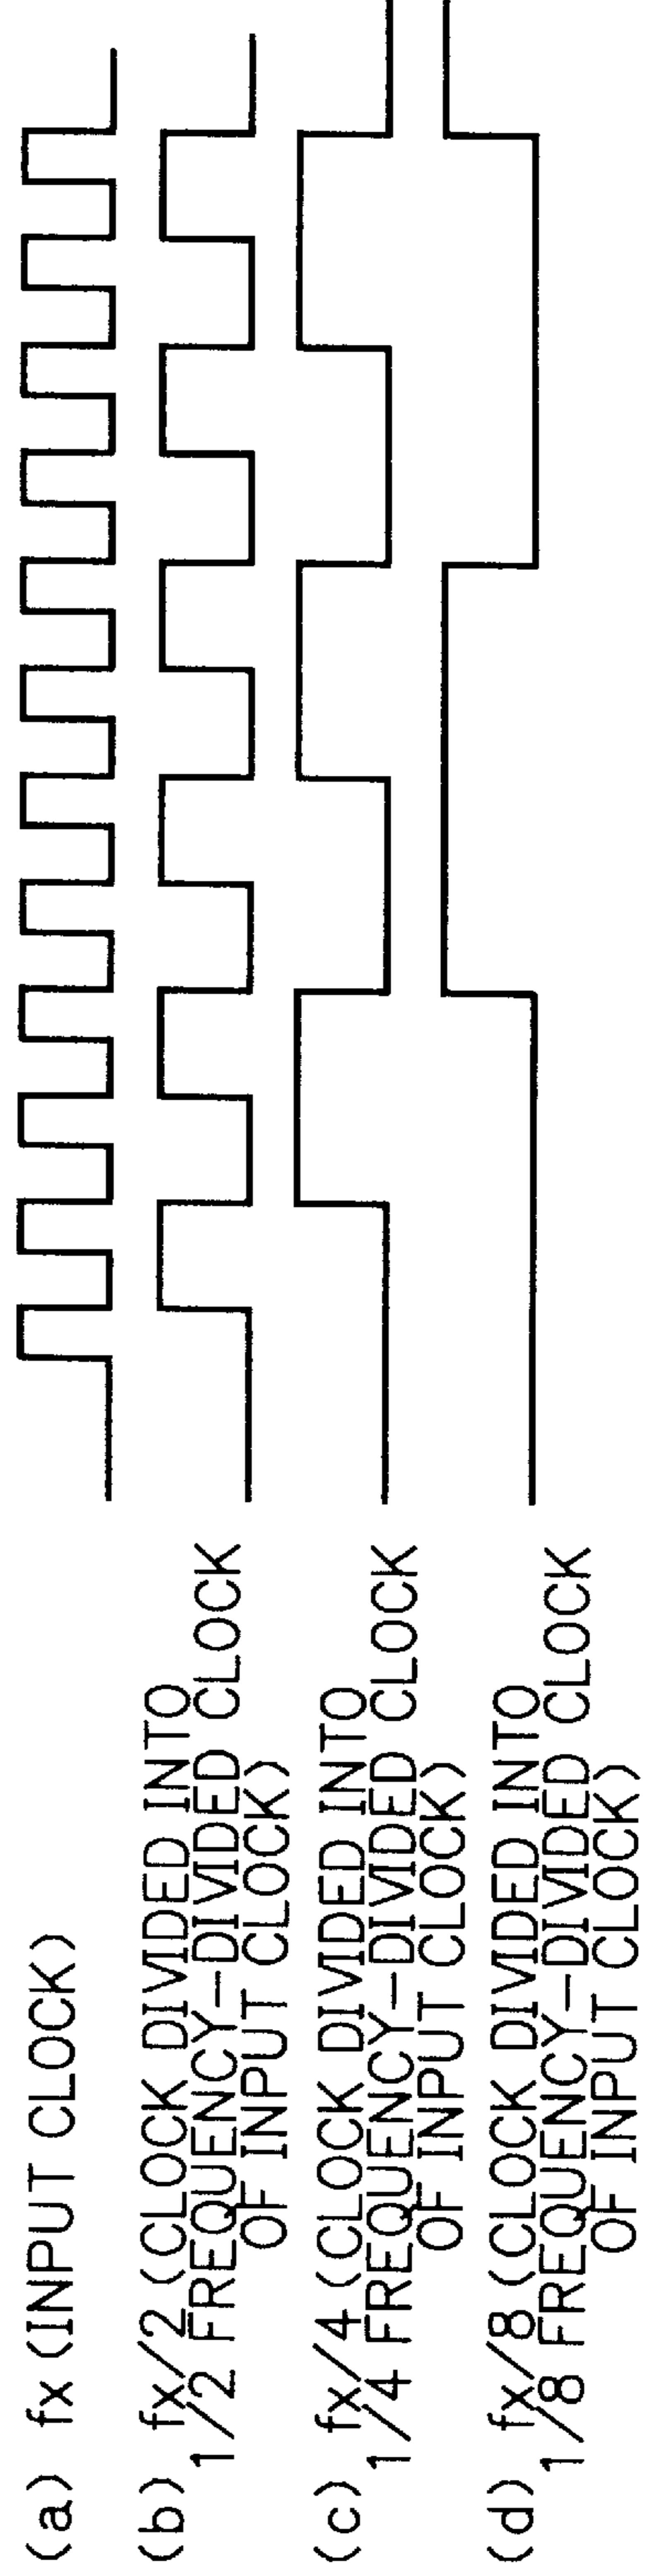 (a) fx (INPUT CLOCK)
(b) fx/2 (CLOCK DIVIDED INTO
1/2 FREQUENCY-DIVIDED CLOCK
OF INPUT CLOCK)
(c) fx/4 (CLOCK DIVIDED INTO
1/4 FREQUENCY-DIVIDED CLOCK
OF INPUT CLOCK)
(d) fx/8 (CLOCK DIVIDED INTO
1/8 FREQUENCY-DIVIDED CLOCK
OF INPUT CLOCK)